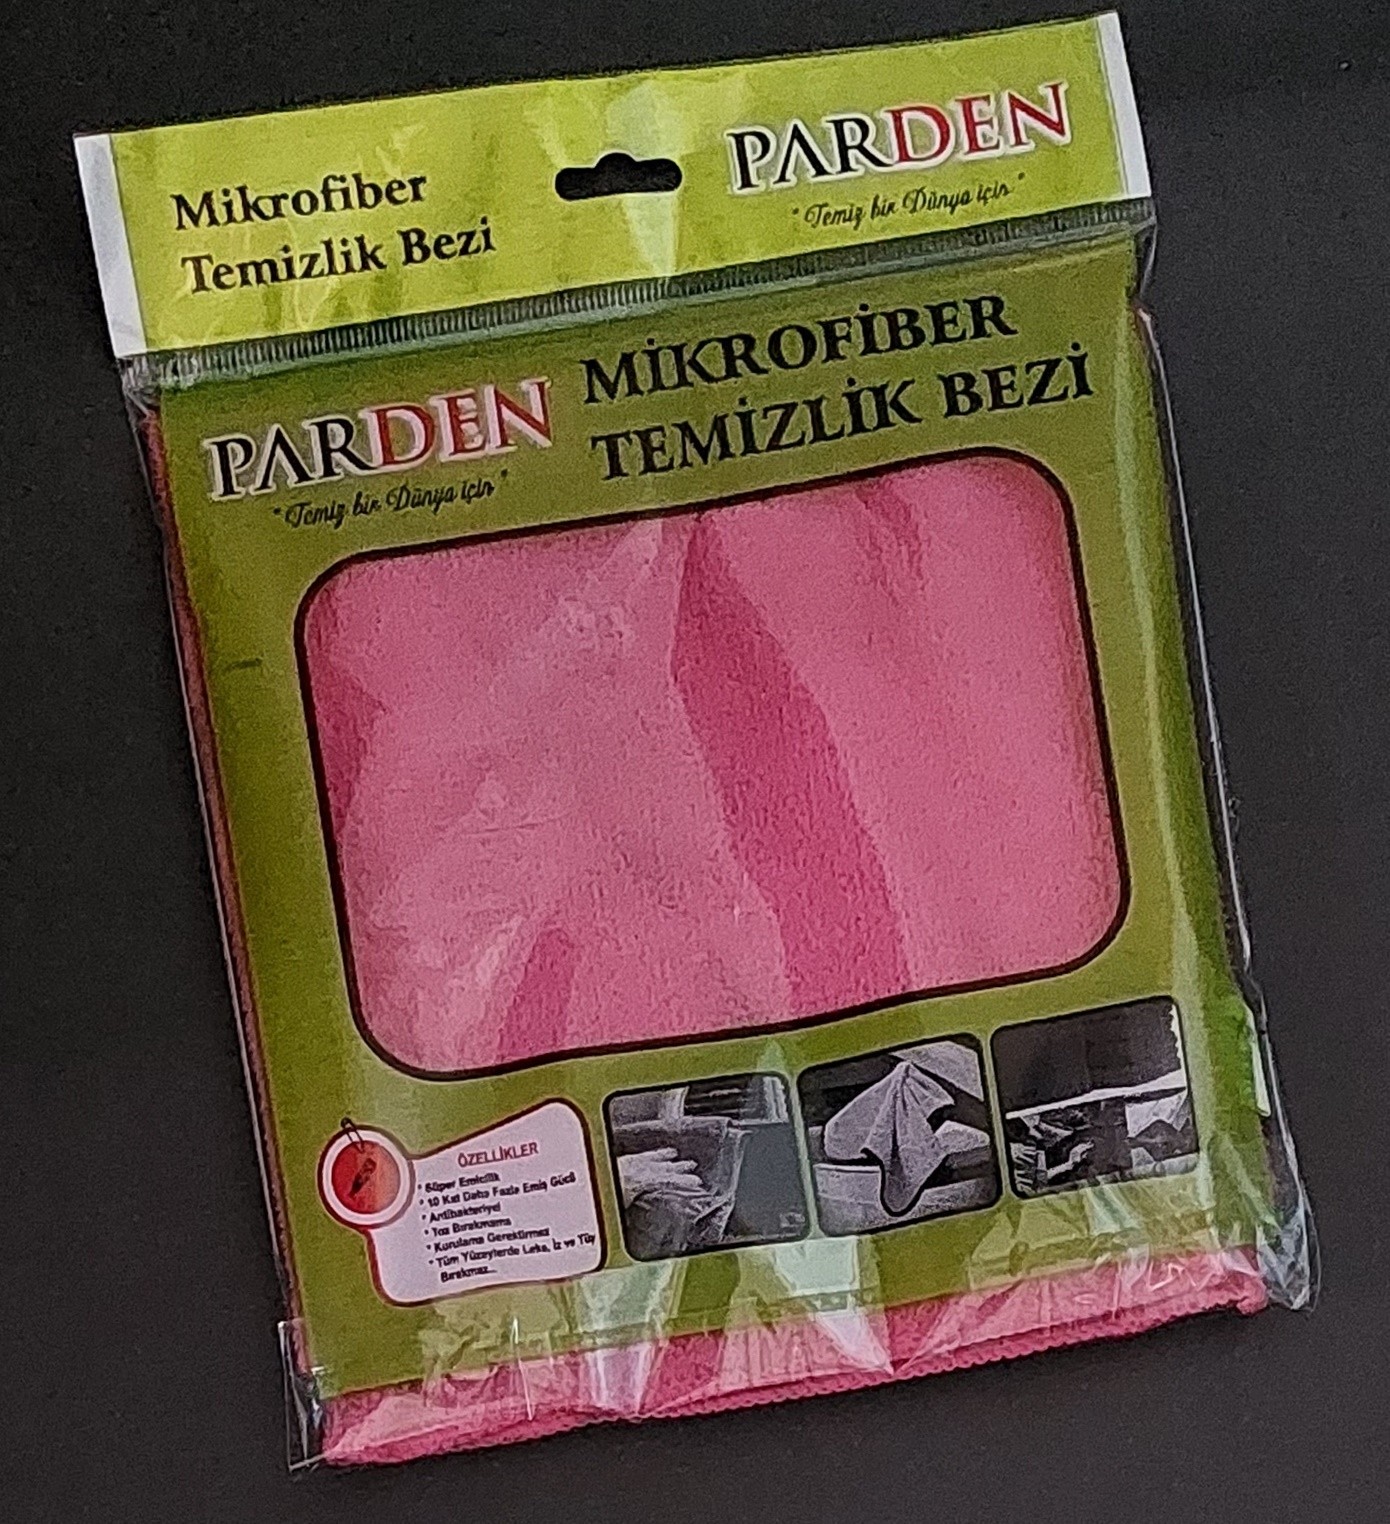 Mikrofiber
Temizlik Bezi
PARDEN
"Temiz bir Dünya için"
PARDEN
"Temiz bir Dünya için"
MİKROFİBER
TEMİZLİK BEZİ
ÖZELLİKLER
* Süper Emicilik
* 10 Kat Daha Fazla Emiş Gücü
* Antibakteriyel
* Toz Bırakmama
* Kurulama Gerektirmez
* Tüm Yüzeylerde Leke, İz ve Tüy
Bırakmaz...